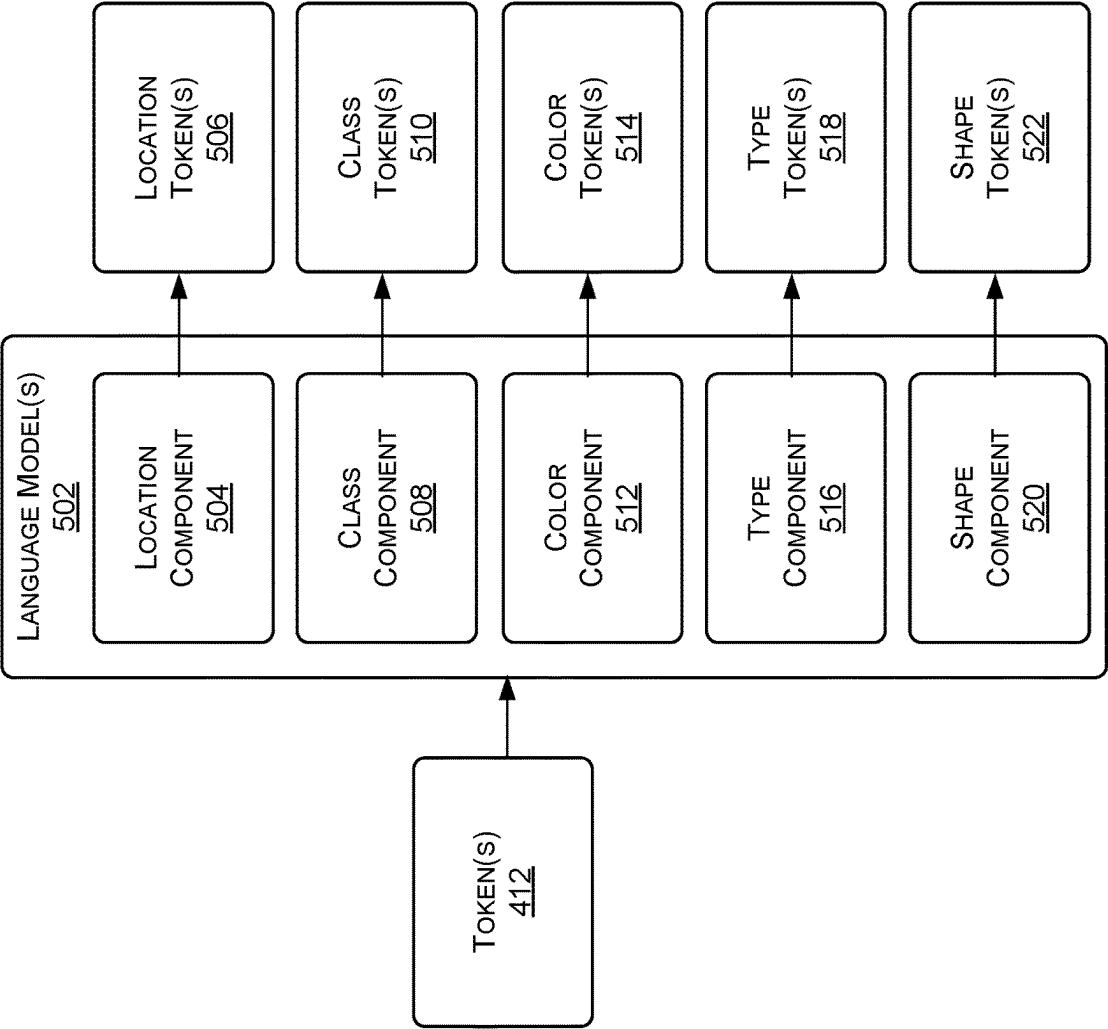 TOKEN(S)
412
LANGUAGE MODEL(S)
502
LOCATION
COMPONENT
504
CLASS
COMPONENT
508
COLOR
COMPONENT
512
TYPE
COMPONENT
516
SHAPE
COMPONENT
520
LOCATION
TOKEN(S)
506
CLASS
TOKEN(S)
510
COLOR
TOKEN(S)
514
TYPE
TOKEN(S)
518
SHAPE
TOKEN(S)
522